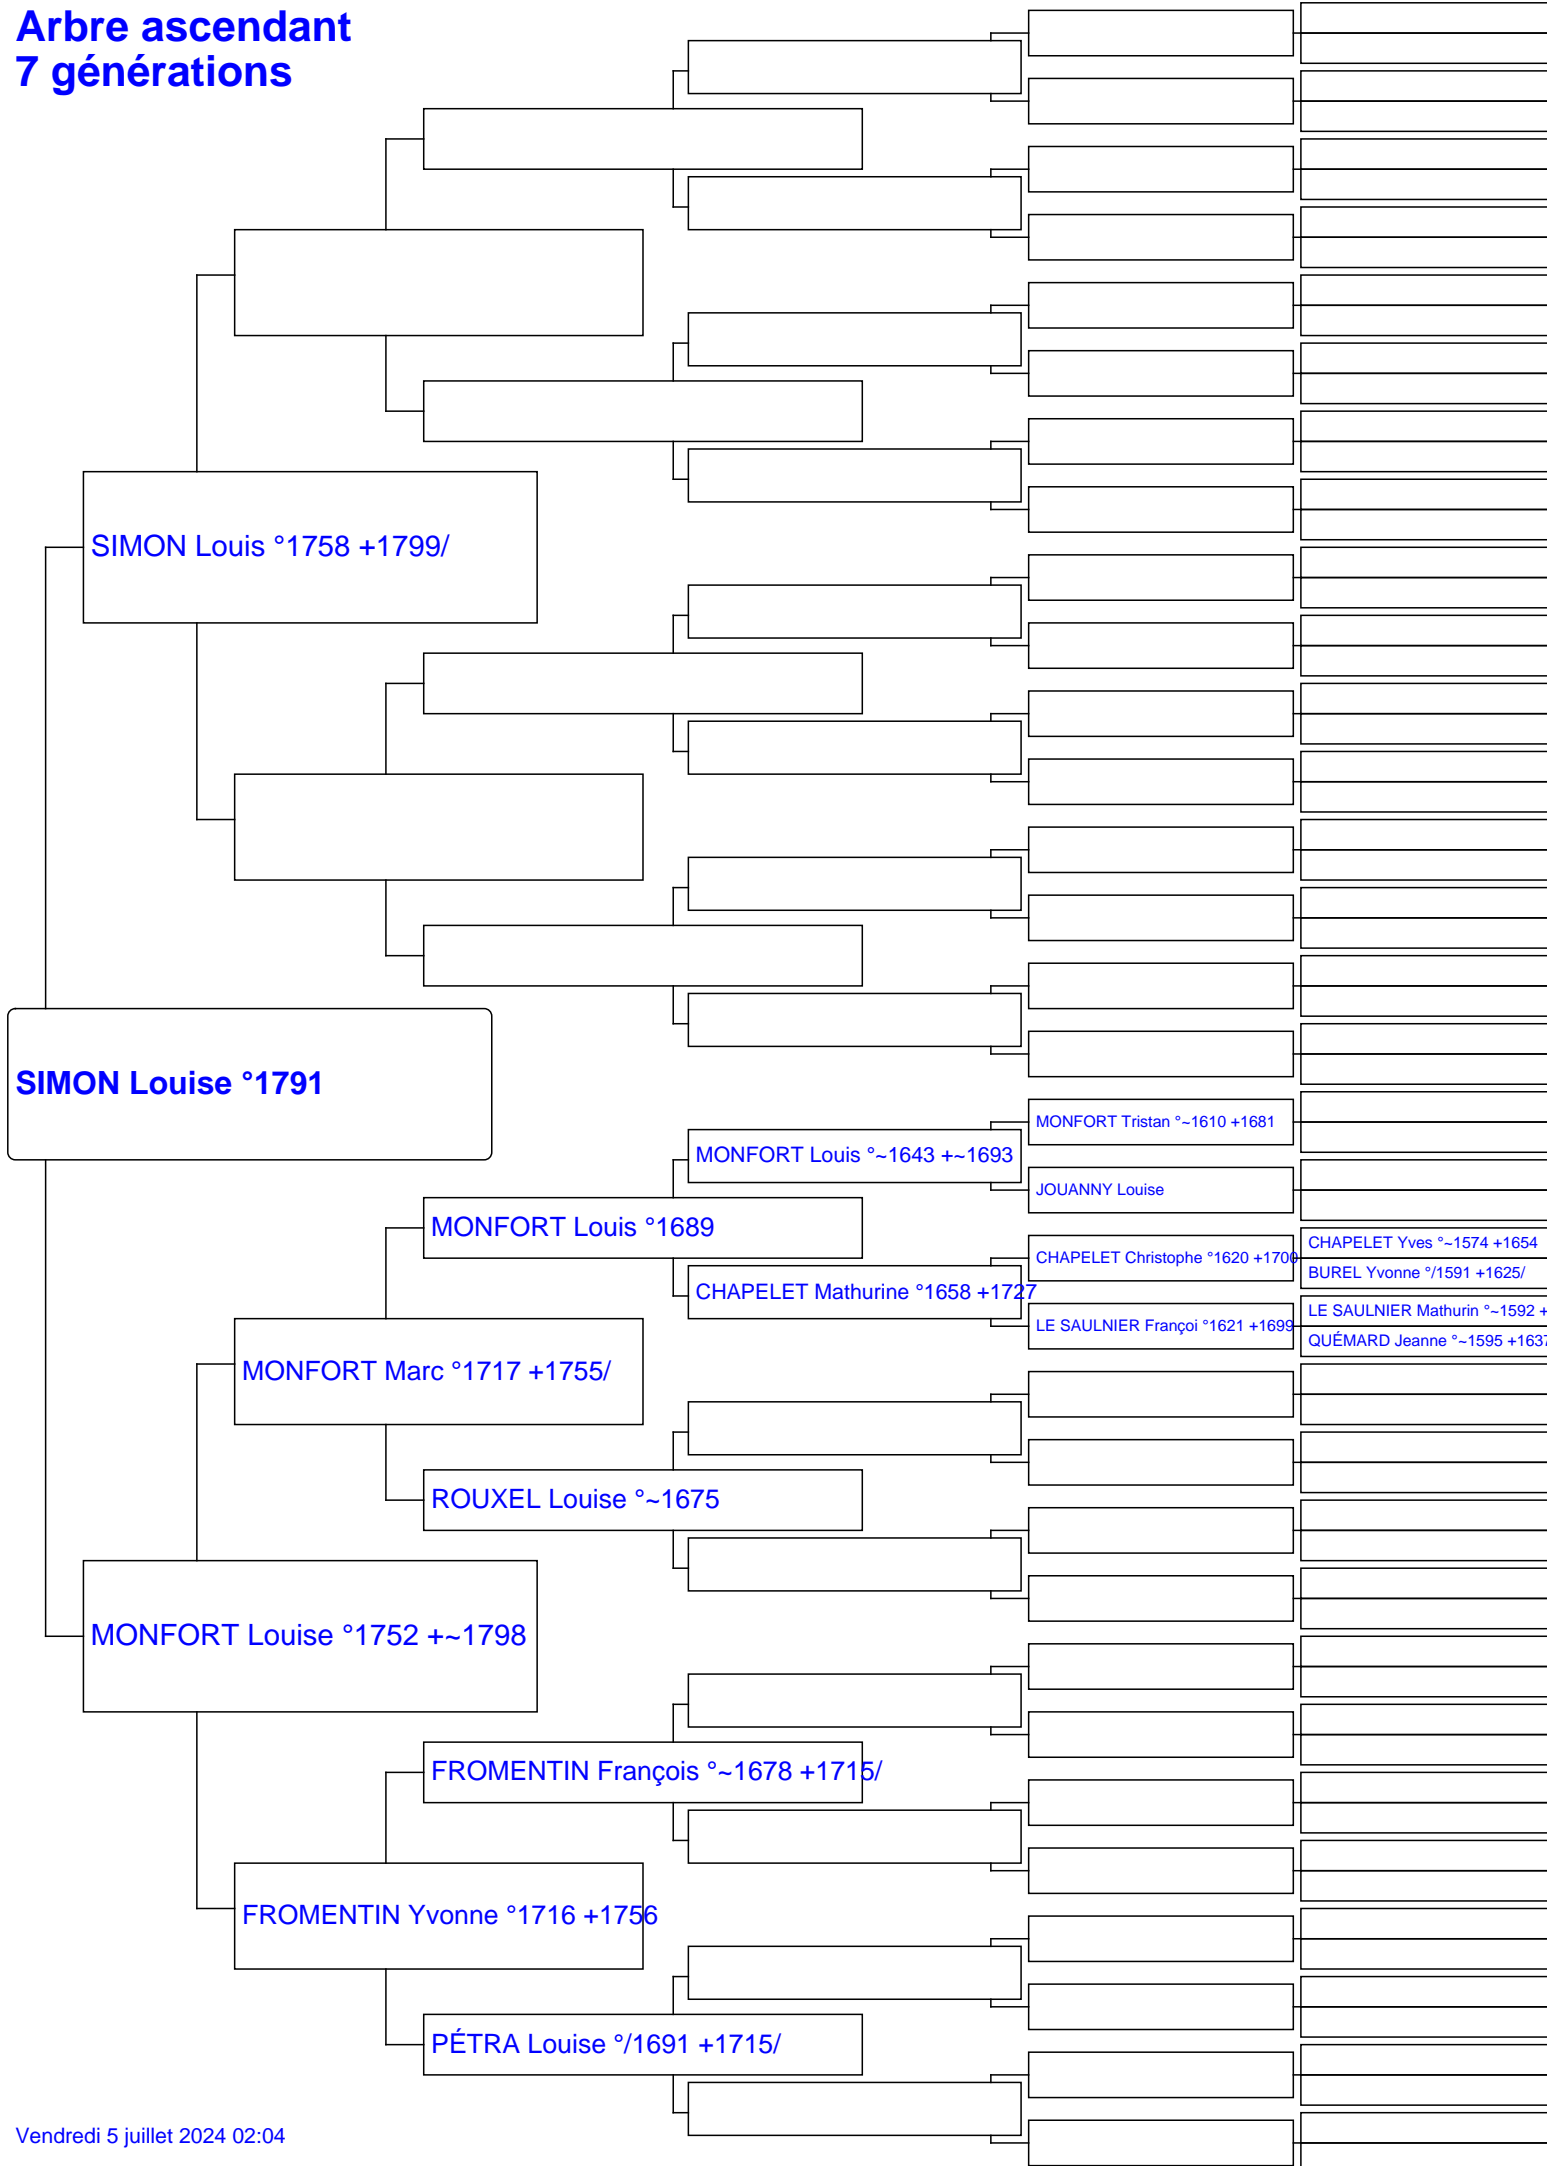 Arbre ascendant
7 générations
SIMON Louis °1758 +1799/
SIMON Louise °1791
MONFORT Tristan °~1610 +1681
MONFORT Louis °~1643 +~1693
JOUANNY Louise
MONFORT Louis °1689
CHAPELET Yves °~1574 +1654
CHAPELET Christophe °1620 +1700
BUREL Yvonne °/1591 +1625/
CHAPELET Mathurine °1658 +1727
LE SAULNIER Mathurin °~1592 +
LE SAULNIER Françoi °1621 +1699
QUÉMARD Jeanne °~1595 +1637
MONFORT Marc °1717 +1755/
ROUXEL Louise °~1675
MONFORT Louise °1752 +~1798
FROMENTIN François °~1678 +1715/
FROMENTIN Yvonne °1716 +1756
PÉTRA Louise °/1691 +1715/
Vendredi 5 juillet 2024 02:04